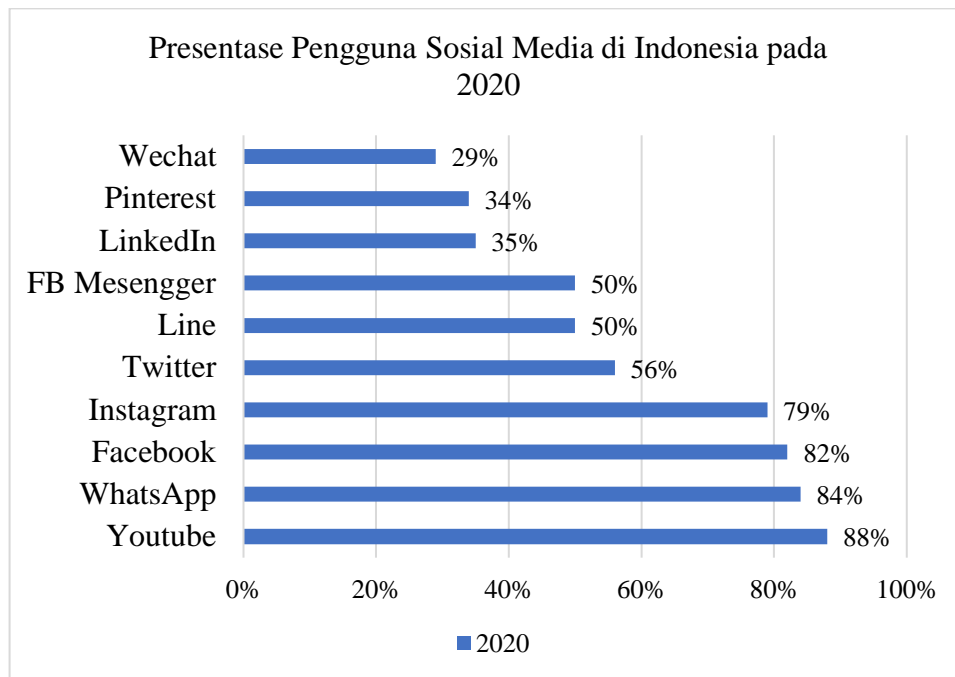 Presentase Pengguna Sosial Media di Indonesia pada
2020
Wechat 29%
Pinterest 34%
LinkedIn 35%
FB Mesengger 50%
Line 50%
Twitter 56%
Instagram 79%
Facebook 82%
WhatsApp 84%
Youtube 88%
0% 20% 40% 60% 80% 100%
2020